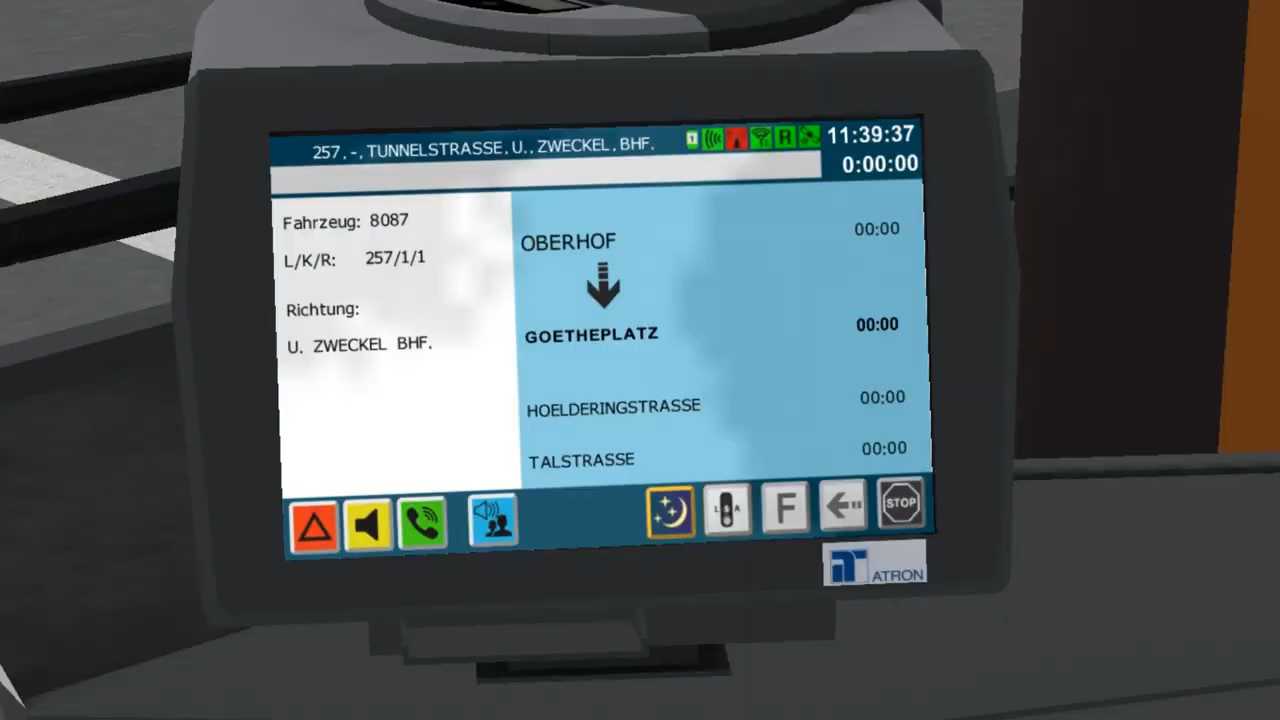 257, -, TUNNELSTRASSE, U., ZWECKEL, BHF.
R
11:39:37
0:00:00
Fahrzeug: 8087
L/K/R: 257/1/1
Richtung:
U. ZWECKEL BHF.
OBERHOF 00:00
GOETHEPLATZ 00:00
HOELDERINGSTRASSE 00:00
TALSTRASSE 00:00
L A
F
STOP
ATRON